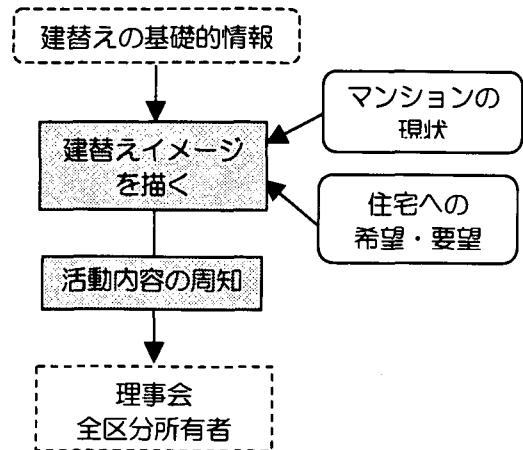 建替えの基礎的情報
マンションの
現状
建替えイメージ
を描く
住宅への
希望・要望
活動内容の周知
理事会
全区分所有者